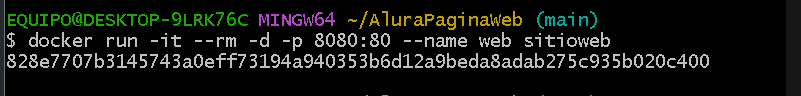 EQUIPO@DESKTOP-9LRK76C MINGW64 ~/AluraPaginaWeb (main)
$ docker run -it --rm -d -p 8080:80 --name web sitioweb
828e7707b3145743a0eff73194a940353b6d12a9beda8adab275c935b020c400